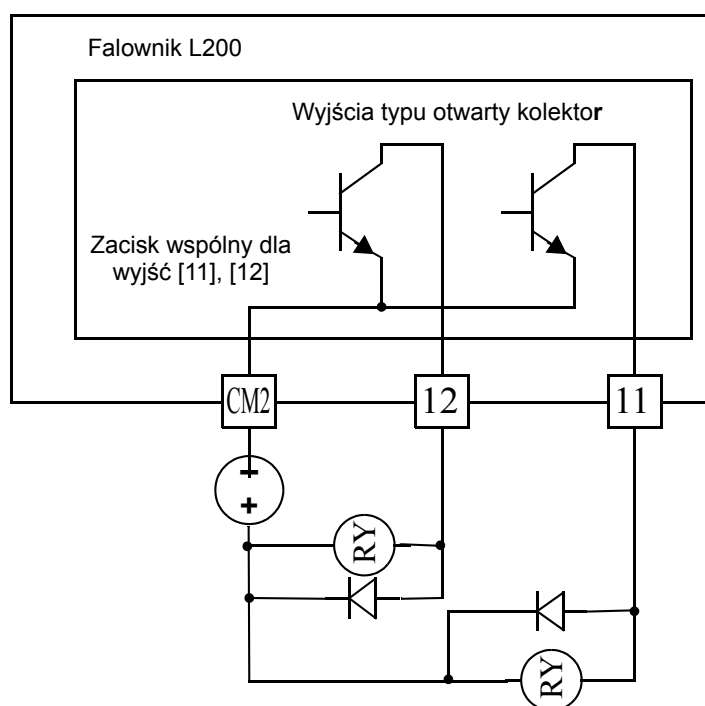 Falownik L200
Wyjścia typu otwarty kolektor
Zacisk wspólny dla
wyjść [11], [12]
CM2
12
11
+
RY
RY